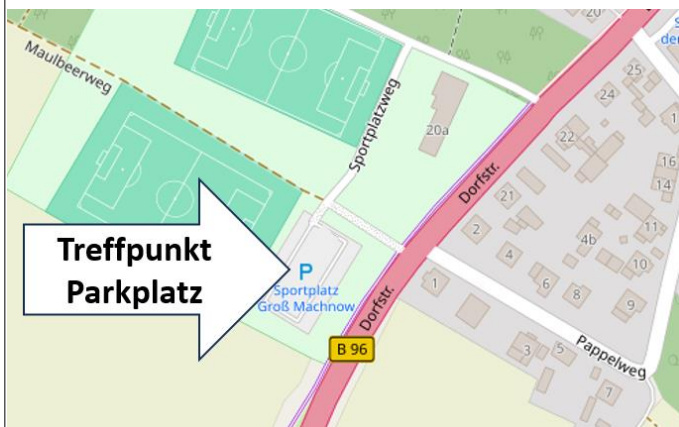 Maulbeerweg
Sportplatzweg
20a
Dorfstr.
20
25
24
22
21
16
14
2
4
4b
11
10
6
8
9
1
Treffpunkt
Parkplatz
P
Sportplatz
Groß Machnow
Dorfstr.
B 96
3
5
7
Pappelweg